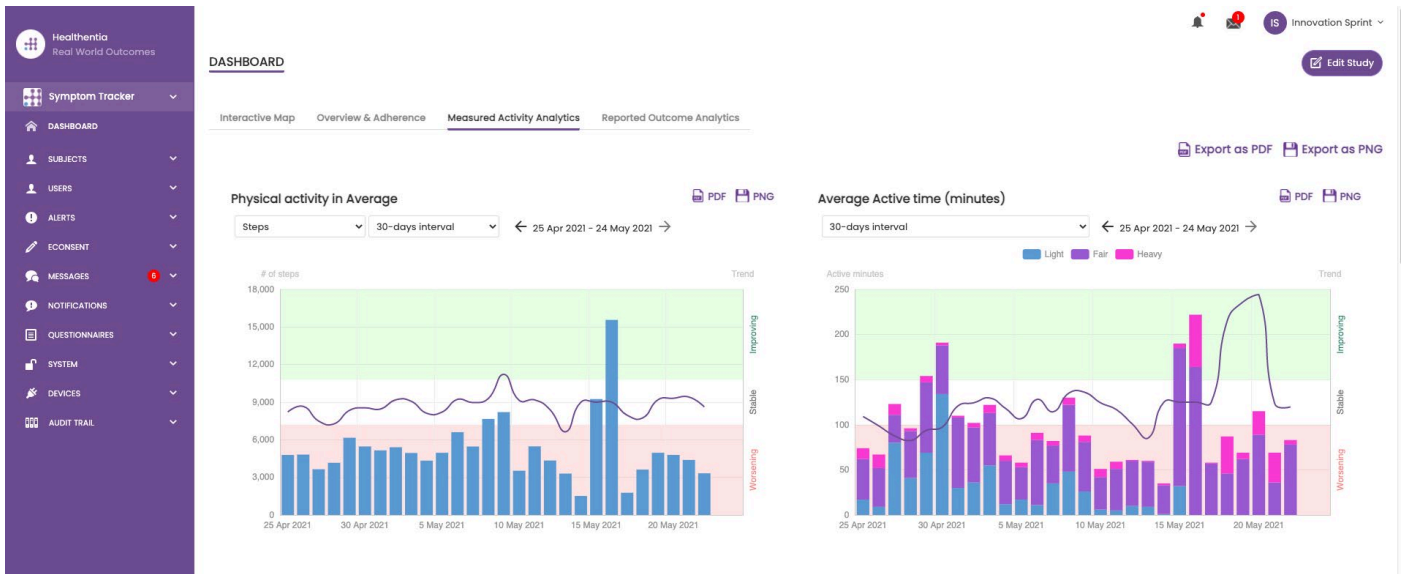 Healthentia
Real World Outcomes
Symptom Tracker
DASHBOARD
SUBJECTS
USERS
ALERTS
ECONSENT
MESSAGES 6
NOTIFICATIONS
QUESTIONNAIRES
SYSTEM
DEVICES
AUDIT TRAIL
1 IS Innovation Sprint
DASHBOARD
Edit Study
Interactive Map Overview & Adherence Measured Activity Analytics Reported Outcome Analytics
Export as PDF Export as PNG
Physical activity in Average PDF PNG
Steps 30-days interval ← 25 Apr 2021 - 24 May 2021 →
# of steps Trend
18,000
15,000
12,000
9,000
6,000
3,000
0
Improving
Stable
Worsening
25 Apr 2021 30 Apr 2021 5 May 2021 10 May 2021 15 May 2021 20 May 2021
Average Active time (minutes) PDF PNG
30-days interval ← 25 Apr 2021 - 24 May 2021 →
Light Fair Heavy
Active minutes Trend
250
200
150
100
50
0
Improving
Stable
Worsening
25 Apr 2021 30 Apr 2021 5 May 2021 10 May 2021 15 May 2021 20 May 2021